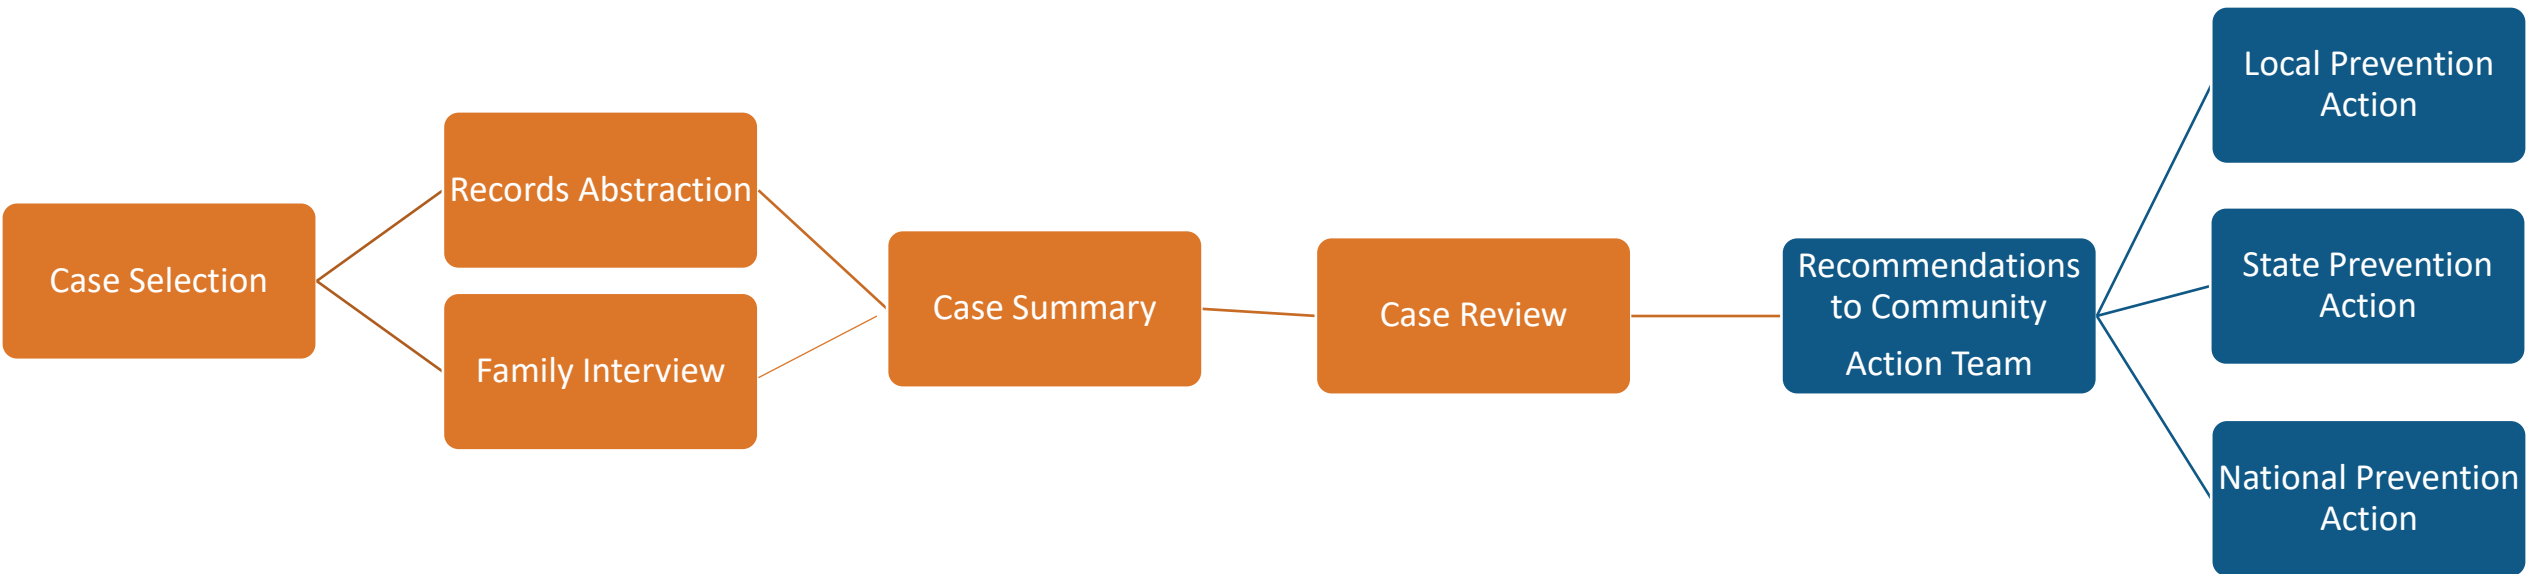 Case Selection
Records Abstraction
Family Interview
Case Summary
Case Review
Recommendations
to Community
Action Team
Local Prevention
Action
State Prevention
Action
National Prevention
Action